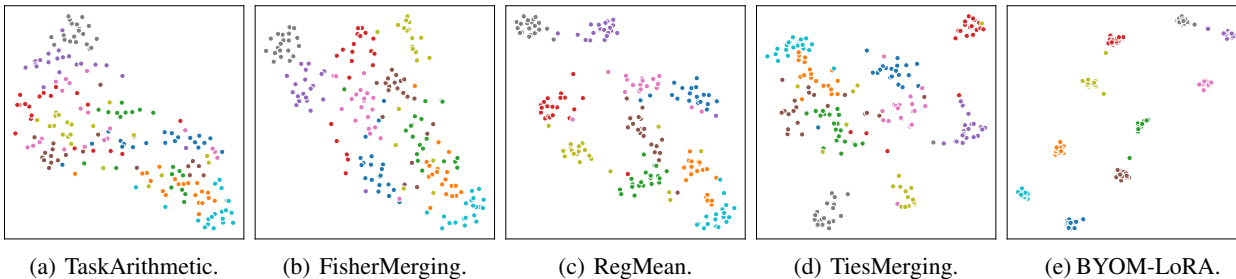 (a) TaskArithmetic.
(b) FisherMerging.
(c) RegMean.
(d) TiesMerging.
(e) BYOM-LoRA.